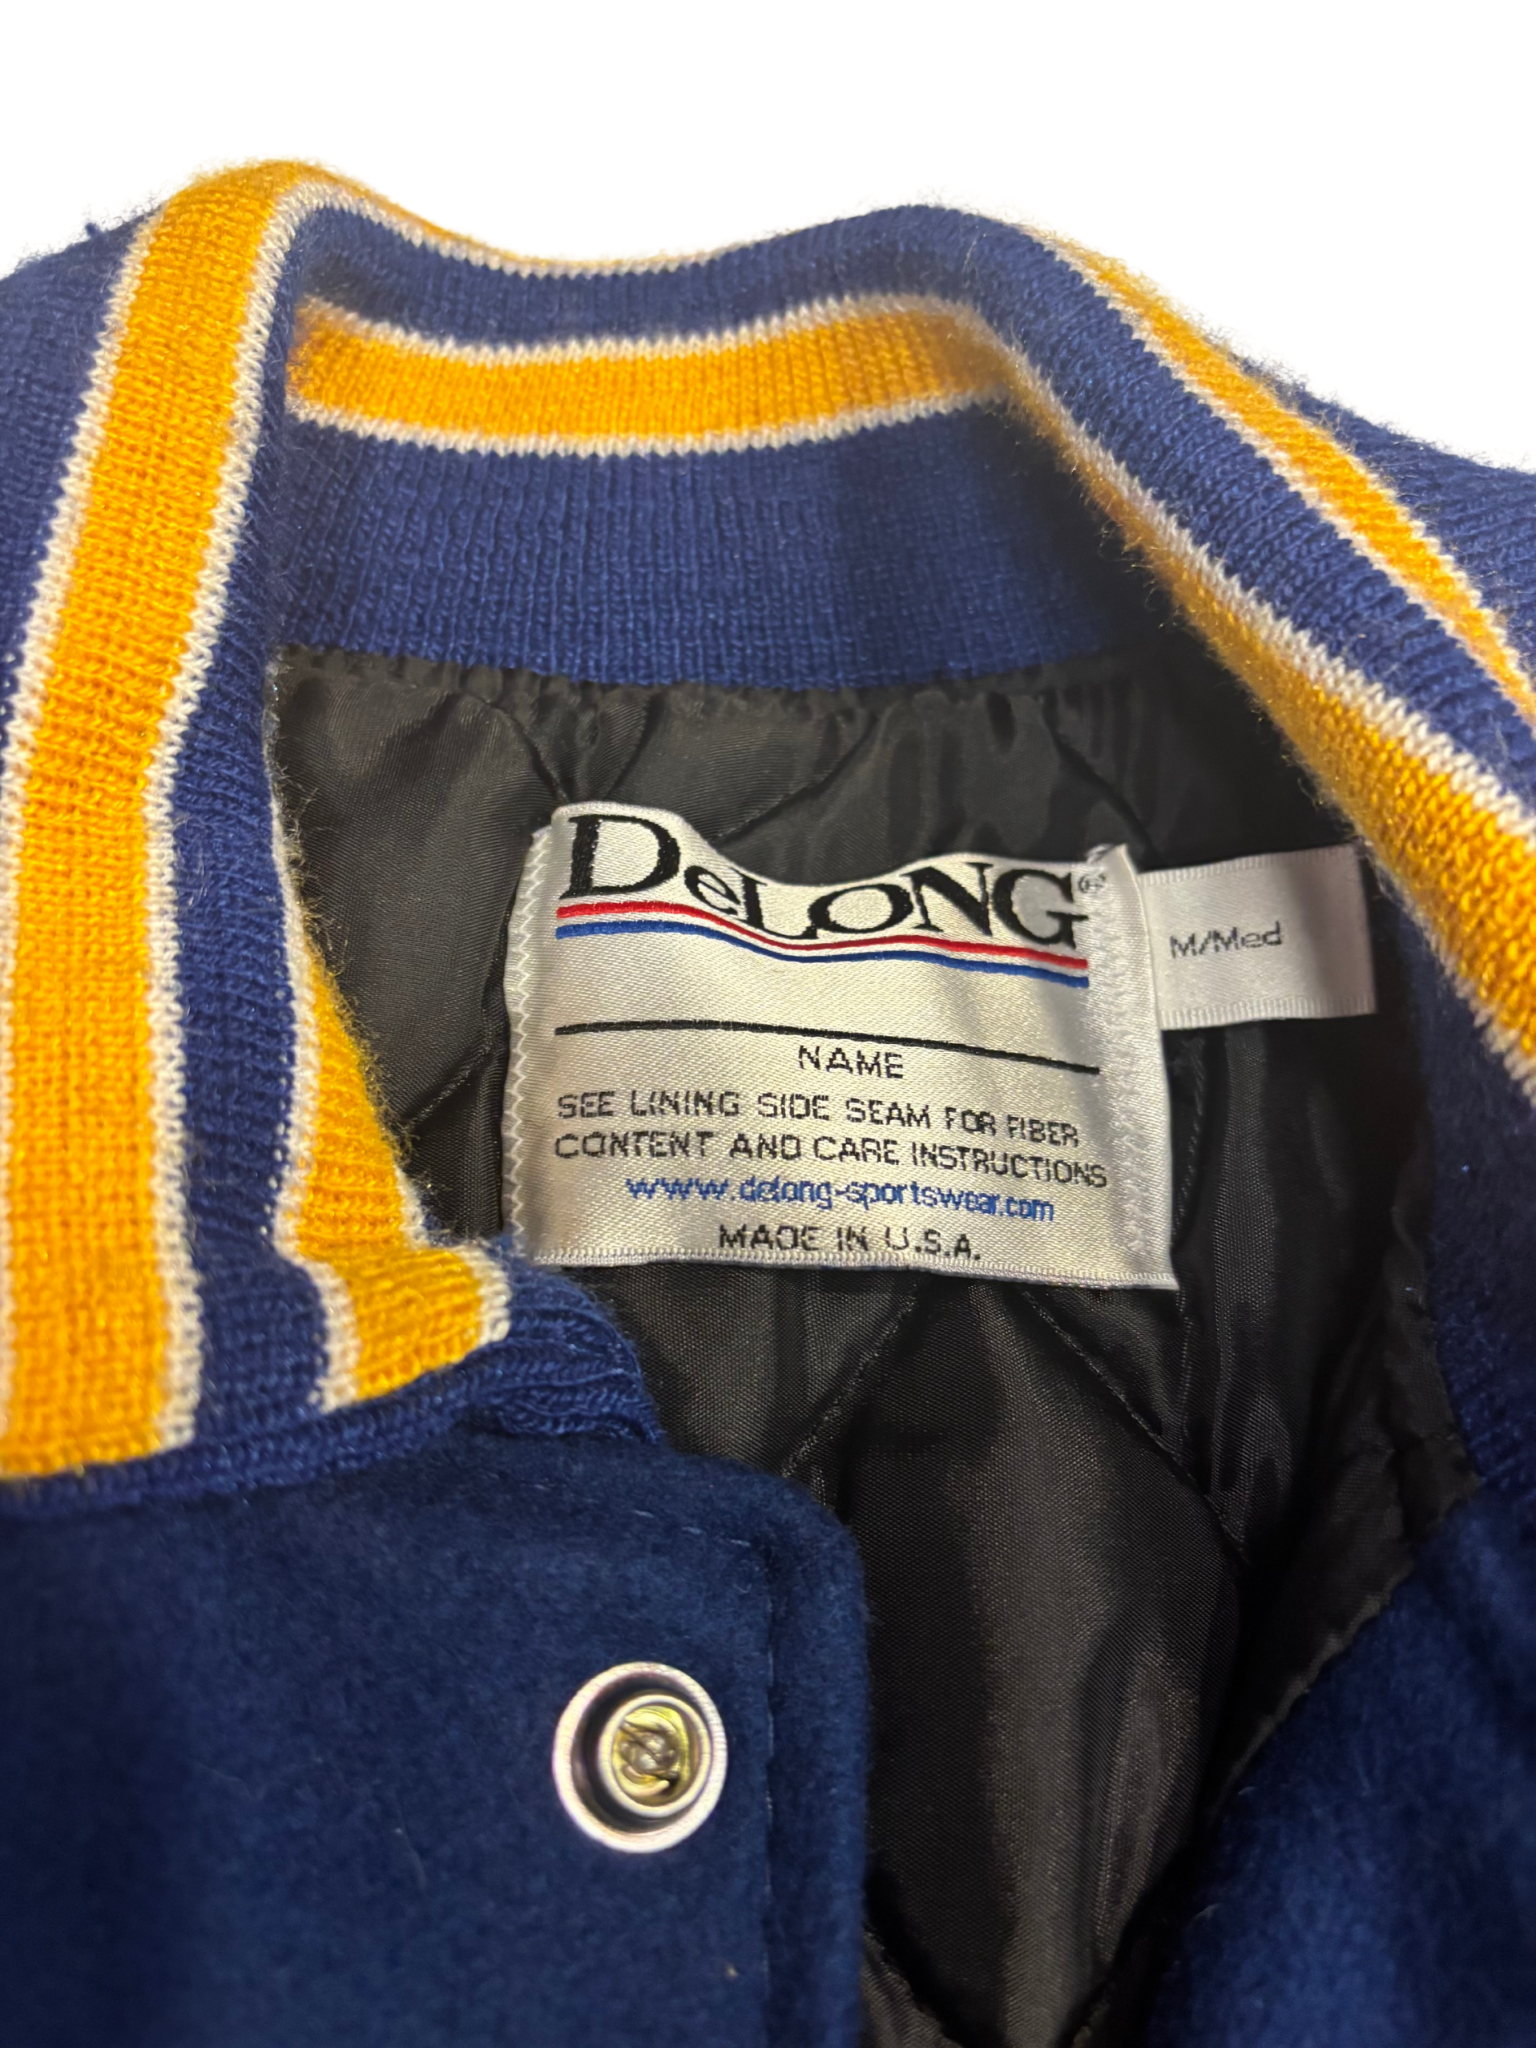 DeLONG®
M/Med
NAME
SEE LINING SIDE SEAM FOR FIBER
CONTENT AND CARE INSTRUCTIONS
www.delong-sportswear.com
MADE IN U.S.A.